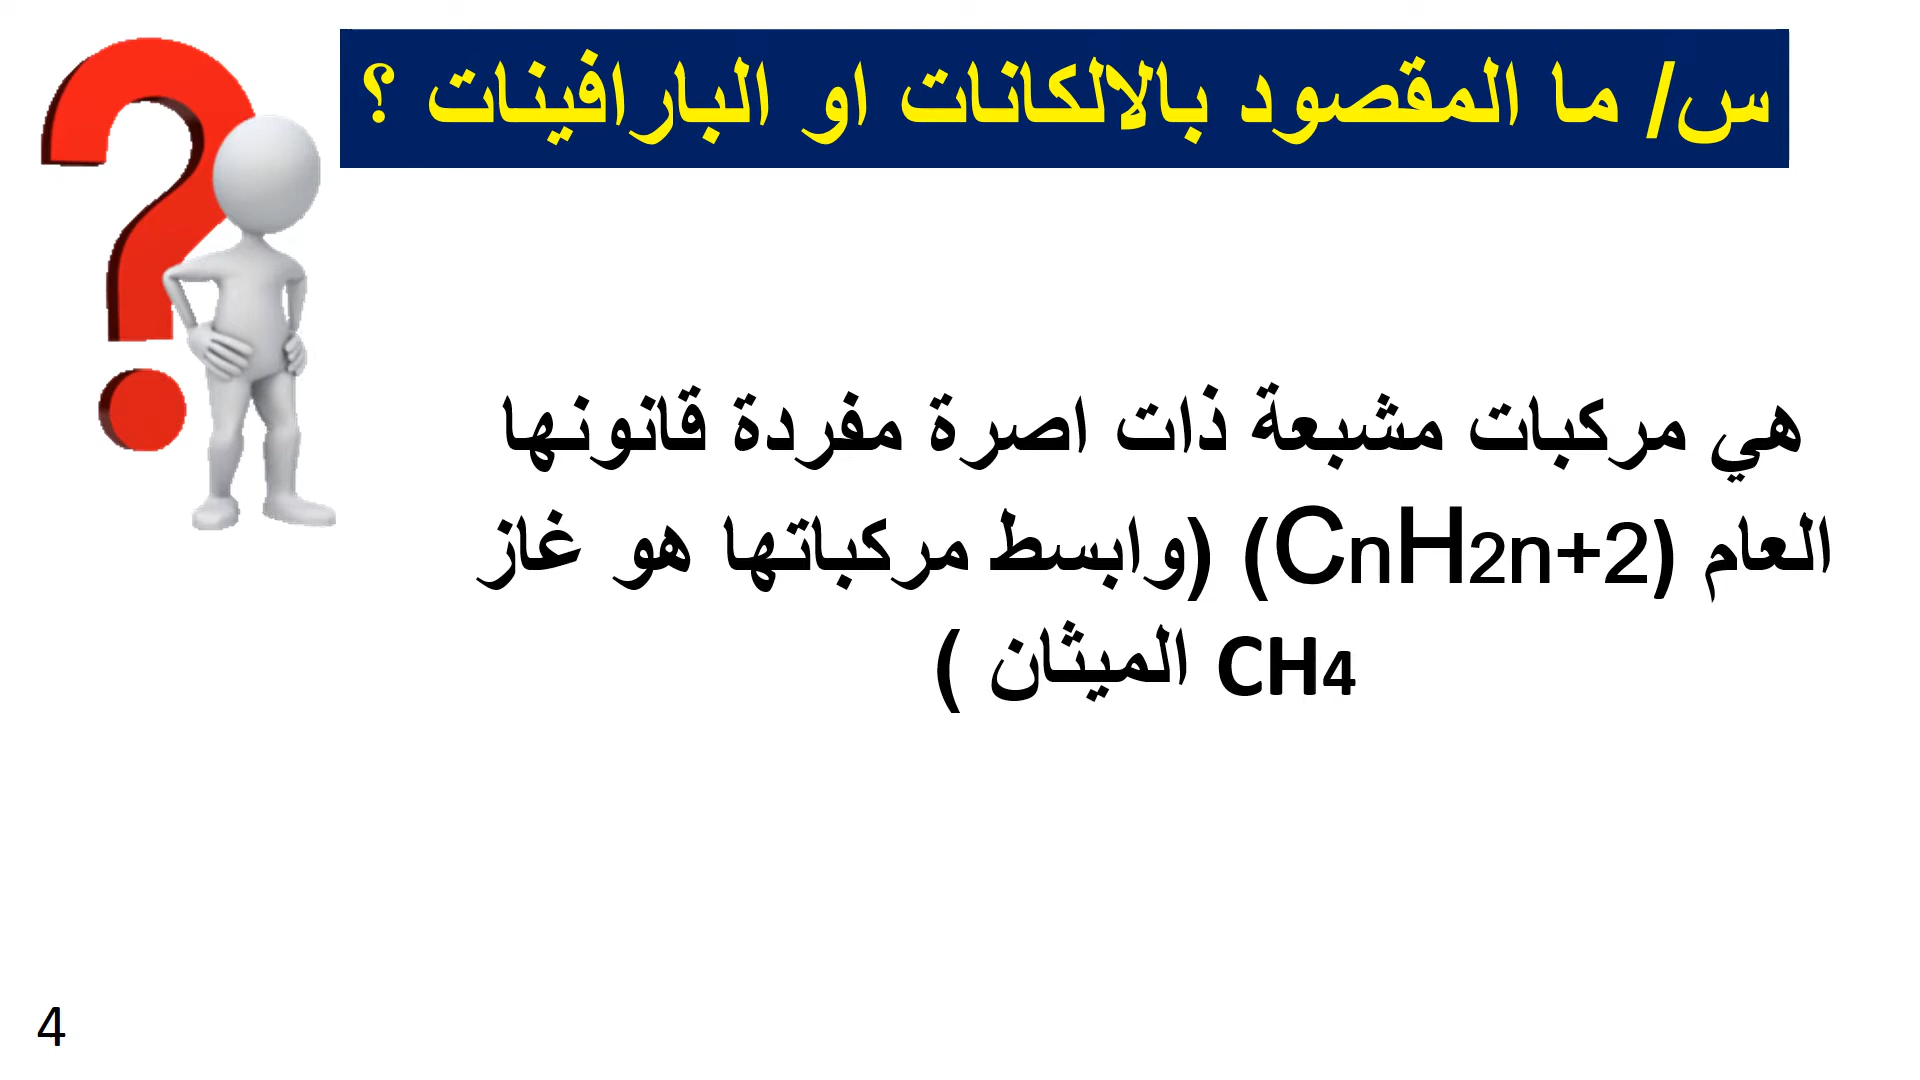 س/ ما المقصود بالالكانات او البارافينات ؟
هي مركبات مشبعة ذات اصرة مفردة قانونها
العام (CnH2n+2) (وابسط مركباتها هو غاز
CH4 الميثان )
4